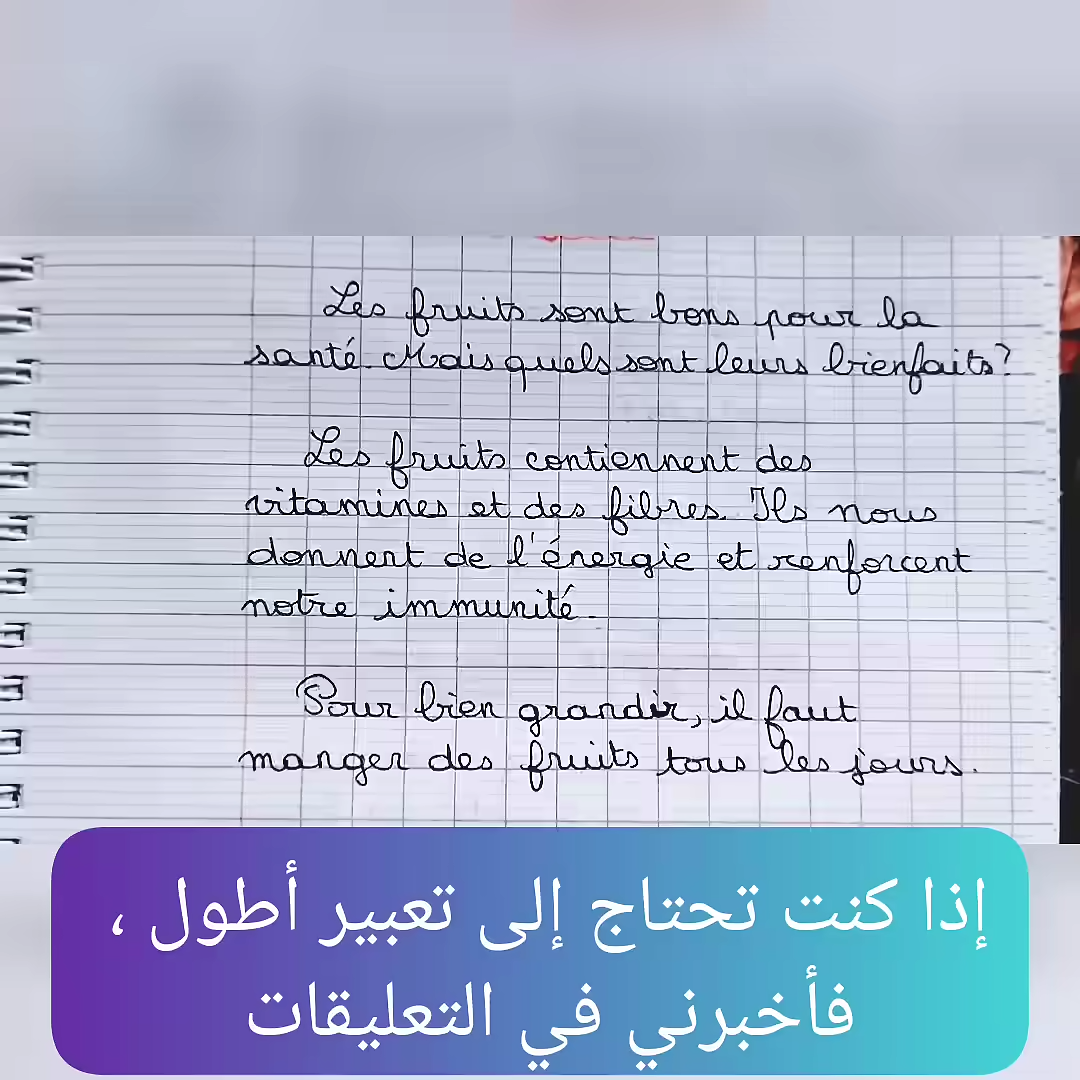 Les fruits sont bons pour la
santé. Mais quels sont leurs bienfaits?
Les fruits contiennent des
vitamines et des fibres. Ils nous
donnent de l'énergie et renforcent
notre immunité.
Pour bien grandir, il faut
manger des fruits tous les jours.
إذا كنت تحتاج إلى تعبير أطول ،
فأخبرني في التعليقات